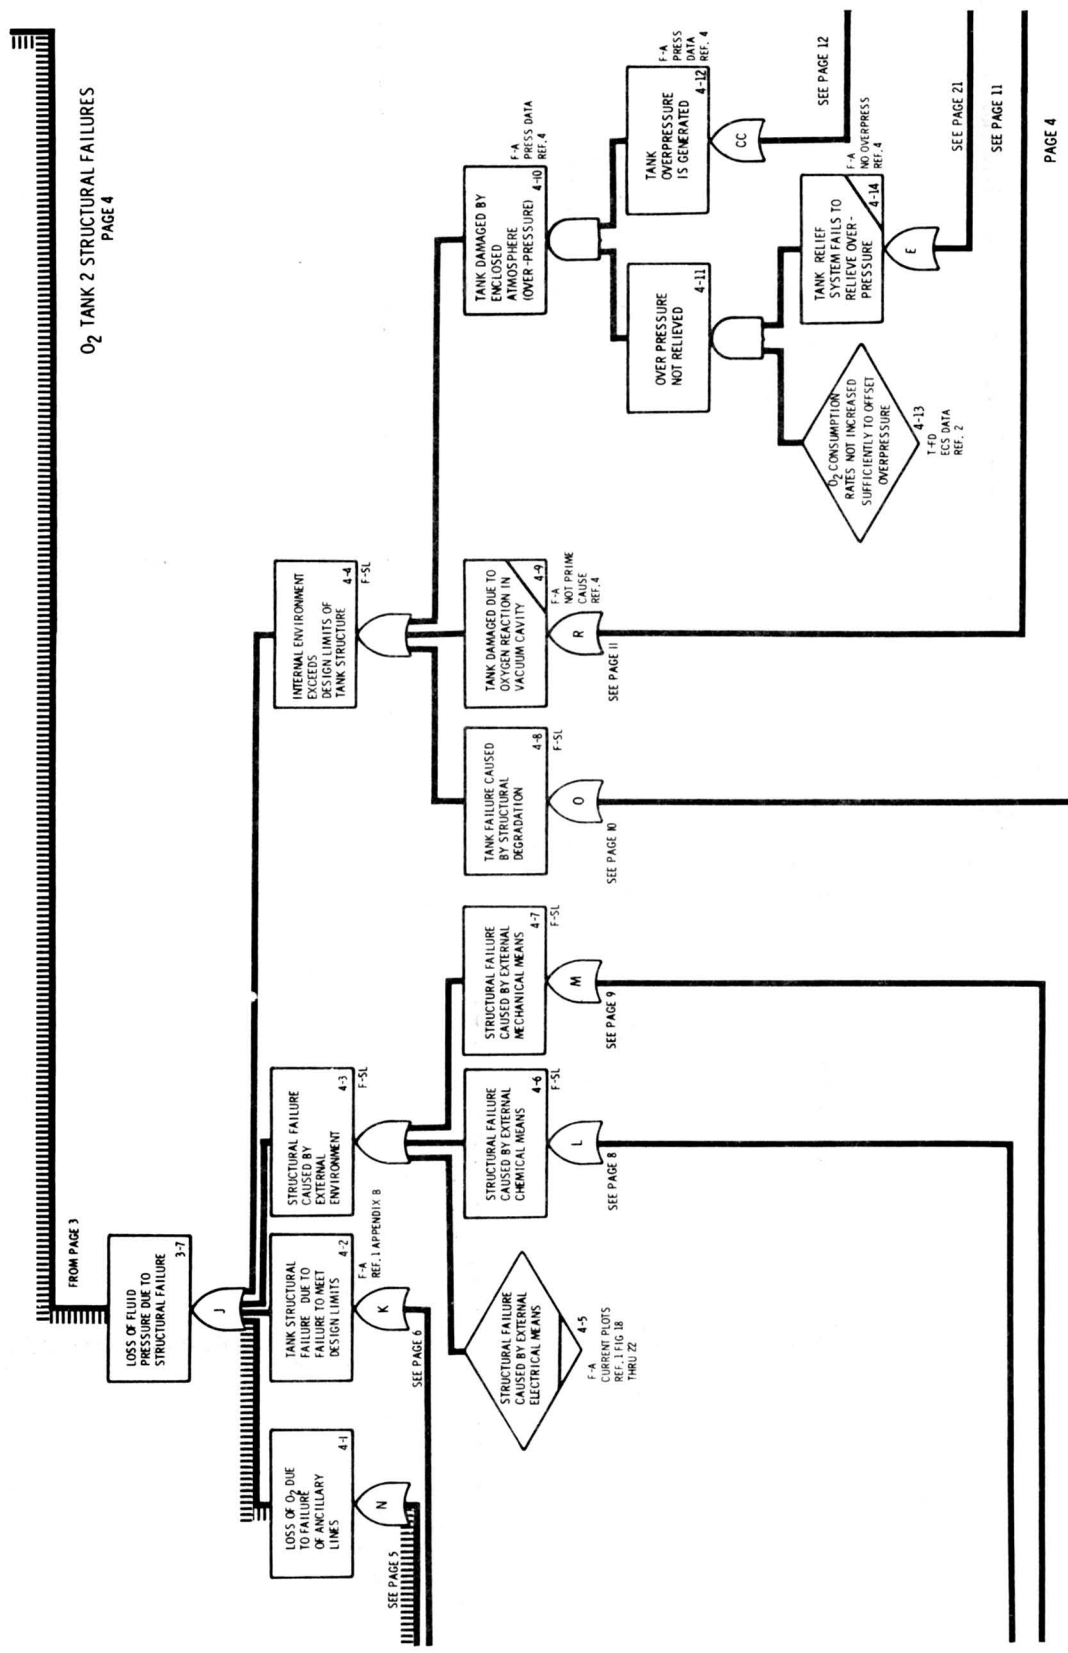 O2 TANK 2 STRUCTURAL FAILURES
PAGE 4
FROM PAGE 3
LOSS OF FLUID
PRESSURE DUE TO
STRUCTURAL FAILURE
3-7
J
LOSS OF O2 DUE
TO FAILURE
OF ANCILLARY
LINES
4-1
N
SEE PAGE 5
TANK STRUCTURAL
FAILURE DUE TO
FAILURE TO MEET
DESIGN LIMITS
4-2
F-A
REF. 1 APPENDIX B
K
SEE PAGE 6
STRUCTURAL FAILURE
CAUSED BY
EXTERNAL
ENVIRONMENT
4-3
F-SL
INTERNAL ENVIRONMENT
EXCEEDS
DESIGN LIMITS OF
TANK STRUCTURE
4-4
F-SL
STRUCTURAL FAILURE
CAUSED BY EXTERNAL
ELECTRICAL MEANS
4-5
F-A
CURRENT PLOTS
REF. 1 FIG 18
THRU 22
STRUCTURAL FAILURE
CAUSED BY EXTERNAL
CHEMICAL MEANS
4-6
F-SL
L
SEE PAGE 8
STRUCTURAL FAILURE
CAUSED BY EXTERNAL
MECHANICAL MEANS
4-7
F-SL
M
SEE PAGE 9
TANK FAILURE CAUSED
BY STRUCTURAL
DEGRADATION
4-8
F-SL
O
SEE PAGE 10
TANK DAMAGED DUE TO
OXYGEN REACTION IN
VACUUM CAVITY
4-9
F-A
NOT PRIME
CAUSE
REF. 4
R
SEE PAGE 11
TANK DAMAGED BY
ENCLOSED
ATMOSPHERE
(OVER-PRESSURE)
4-10
F-A
PRESS DATA
REF. 4
OVER PRESSURE
NOT RELIEVED
4-11
TANK
OVERPRESSURE
IS GENERATED
4-12
F-A
PRESS
DATA
REF. 4
CC
SEE PAGE 12
O2 CONSUMPTION
RATES NOT INCREASED
SUFFICIENTLY TO OFFSET
OVERPRESSURE
4-13
T-FD
ECS DATA
REF. 2
TANK RELIEF
SYSTEM FAILS TO
RELIEVE OVER-
PRESSURE
4-14
F-A
NO OVERPRESS
REF. 4
E
SEE PAGE 21
SEE PAGE 11
PAGE 4